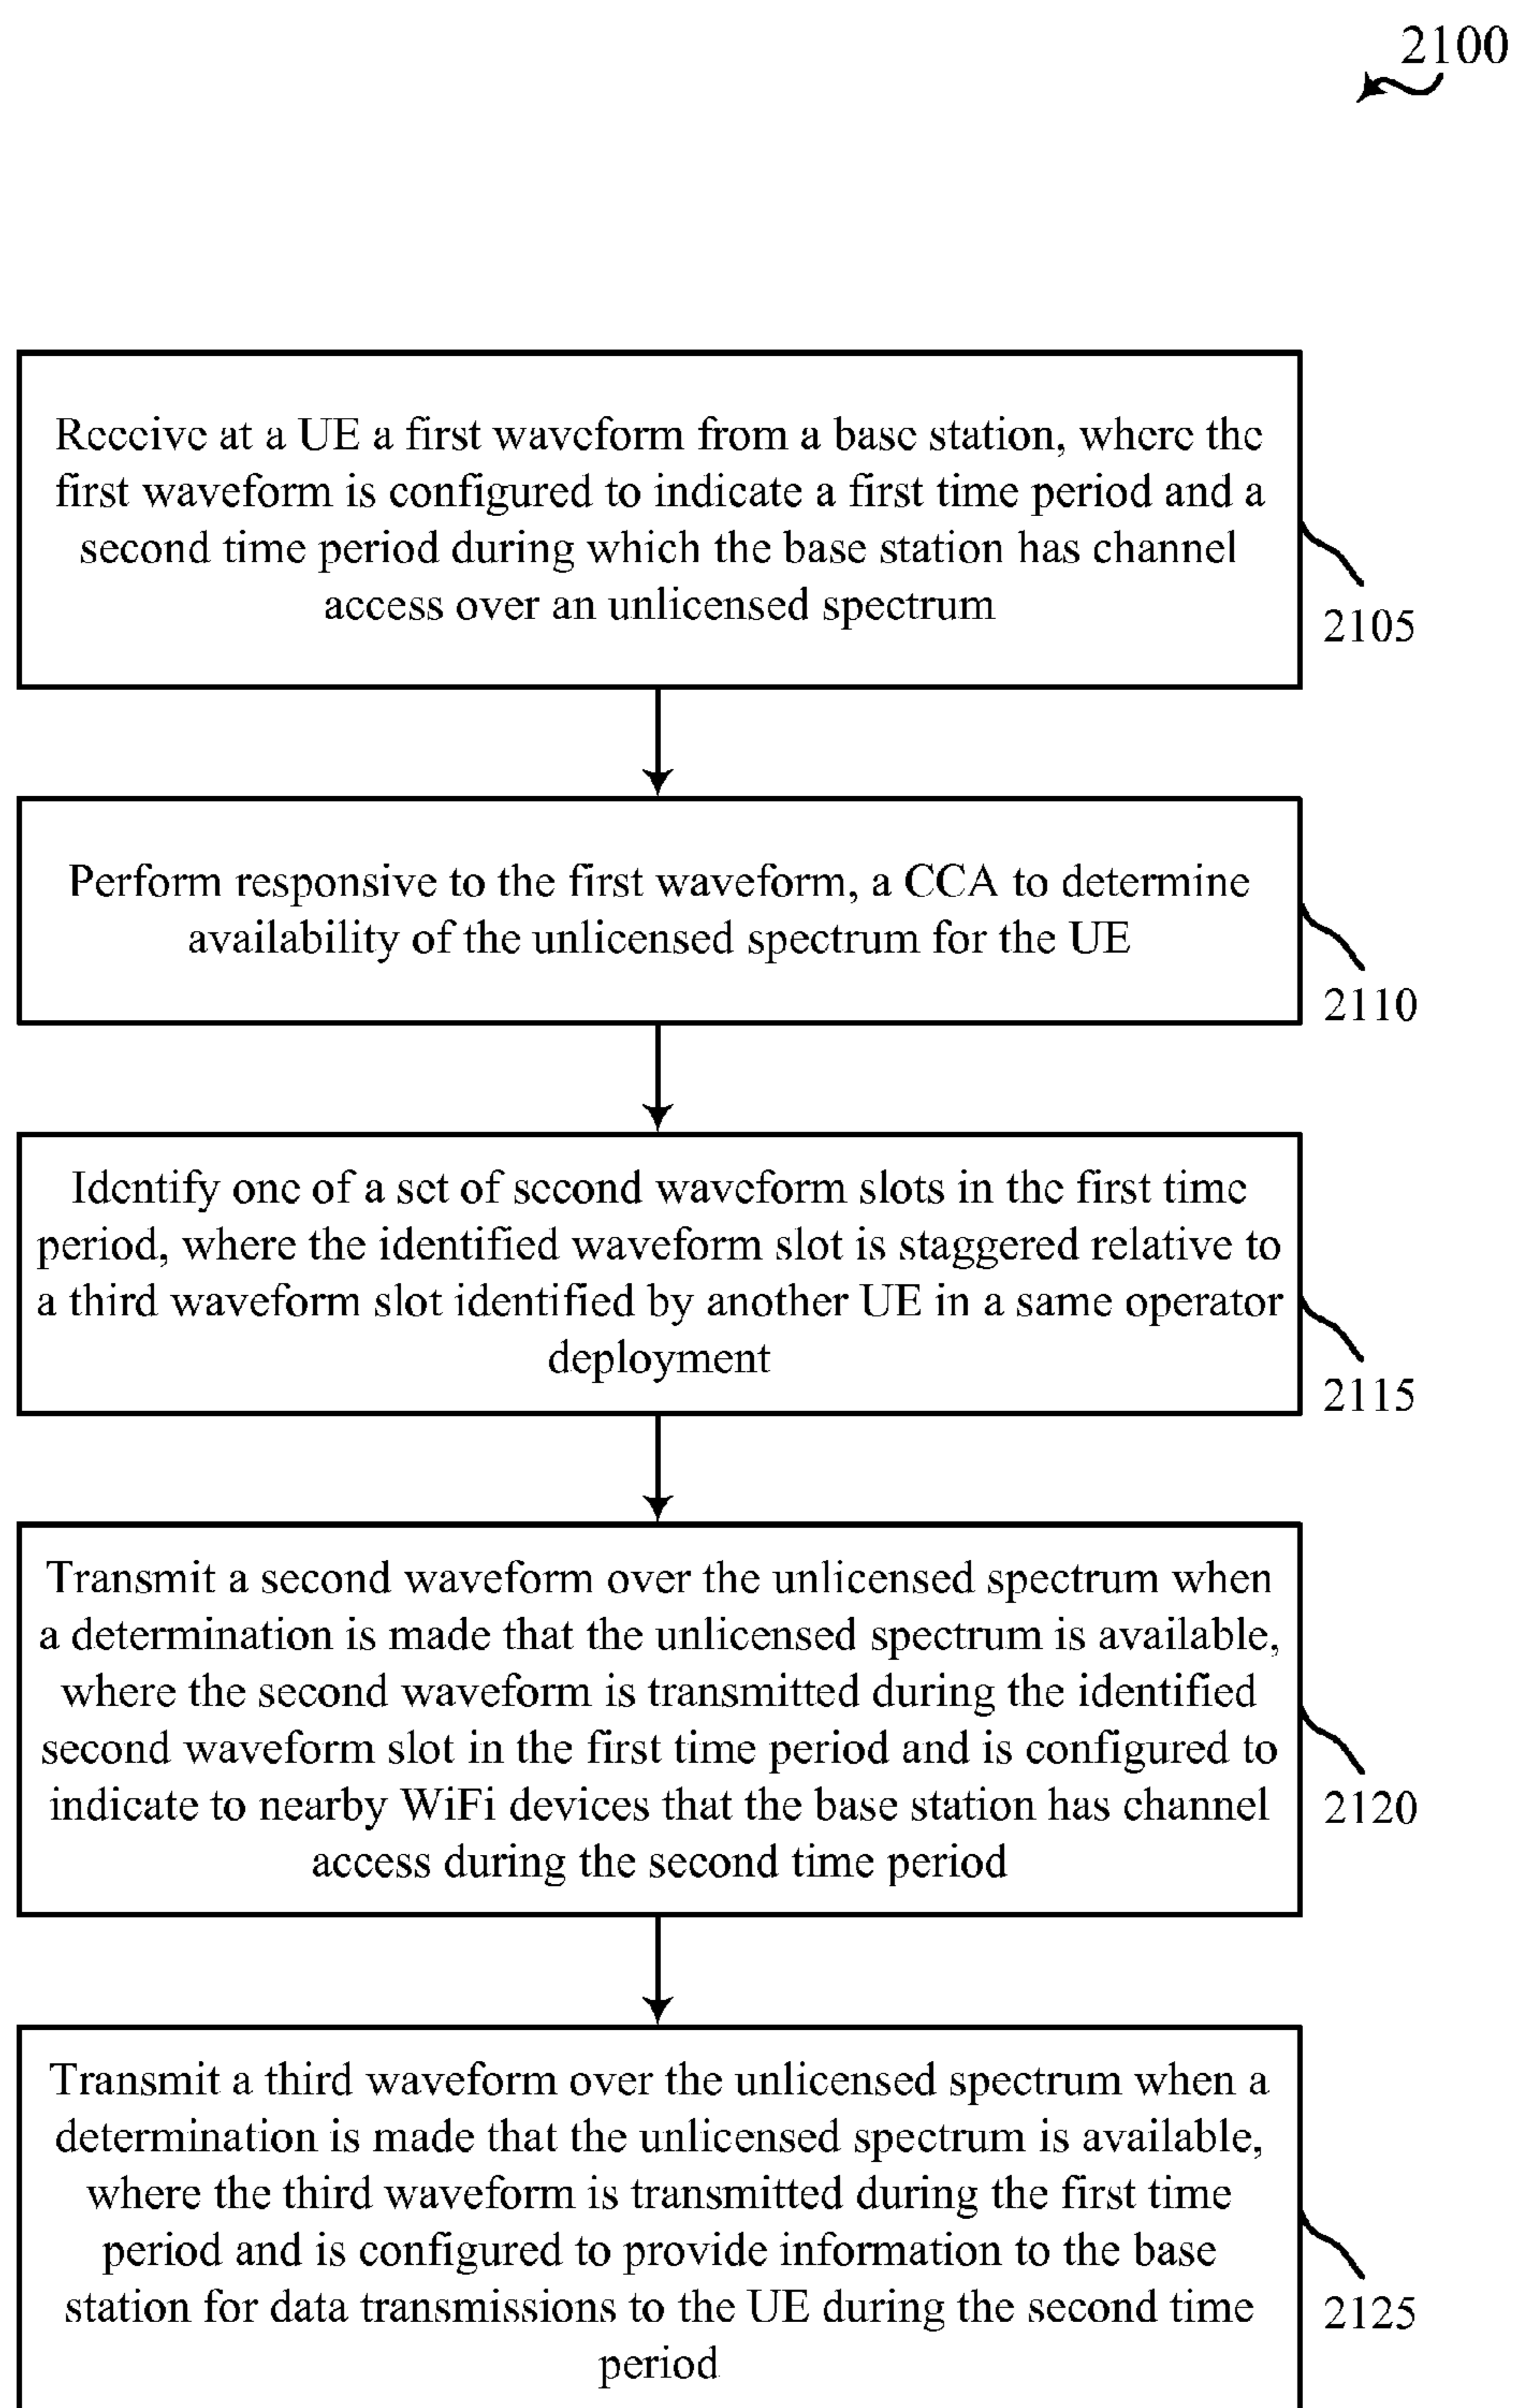 2100
Receive at a UE a first waveform from a base station, where the
first waveform is configured to indicate a first time period and a
second time period during which the base station has channel
access over an unlicensed spectrum
2105
Perform responsive to the first waveform, a CCA to determine
availability of the unlicensed spectrum for the UE
2110
Identify one of a set of second waveform slots in the first time
period, where the identified waveform slot is staggered relative to
a third waveform slot identified by another UE in a same operator
deployment
2115
Transmit a second waveform over the unlicensed spectrum when
a determination is made that the unlicensed spectrum is available,
where the second waveform is transmitted during the identified
second waveform slot in the first time period and is configured to
indicate to nearby WiFi devices that the base station has channel
access during the second time period
2120
Transmit a third waveform over the unlicensed spectrum when a
determination is made that the unlicensed spectrum is available,
where the third waveform is transmitted during the first time
period and is configured to provide information to the base
station for data transmissions to the UE during the second time
period
2125